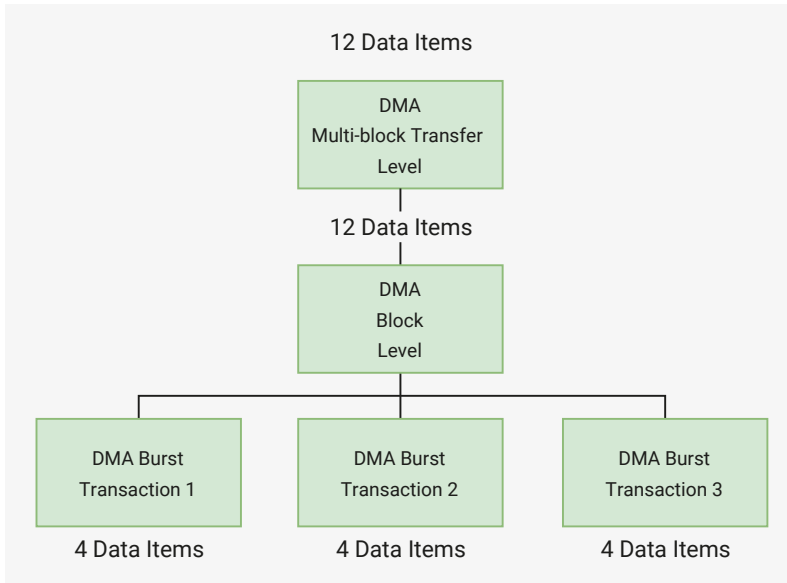 12 Data Items
DMA
Multi-block Transfer
Level
12 Data Items
DMA
Block
Level
DMA Burst
Transaction 1
DMA Burst
Transaction 2
DMA Burst
Transaction 3
4 Data Items
4 Data Items
4 Data Items